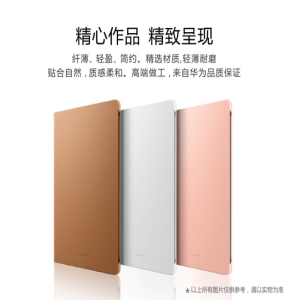 精心作品 精致呈现
纤薄、轻盈、简约。精选材质,轻薄耐磨
贴合自然,质感柔和。高端做工,来自华为品质保证
★以上所有图片仅供参考,请以实物为准